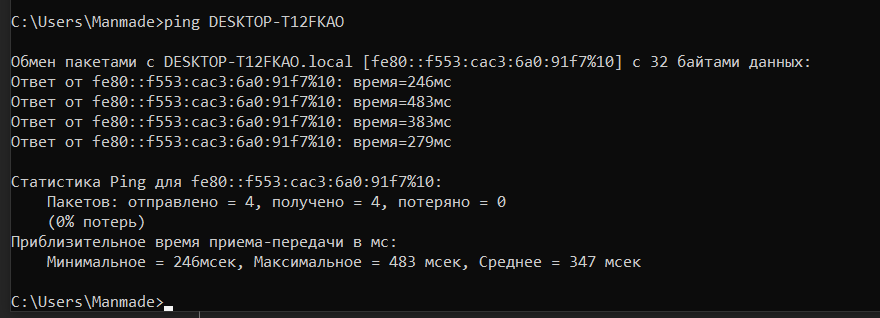 C:\Users\Manmade>ping DESKTOP-T12FKAO
Обмен пакетами с DESKTOP-T12FKAO.local [fe80::f553:cac3:6a0:91f7%10] с 32 байтами данных:
Ответ от fe80::f553:cac3:6a0:91f7%10: время=246мс
Ответ от fe80::f553:cac3:6a0:91f7%10: время=483мс
Ответ от fe80::f553:cac3:6a0:91f7%10: время=383мс
Ответ от fe80::f553:cac3:6a0:91f7%10: время=279мс
Статистика Ping для fe80::f553:cac3:6a0:91f7%10:
Пакетов: отправлено = 4, получено = 4, потеряно = 0
(0% потерь)
Приблизительное время приема-передачи в мс:
Минимальное = 246мсек, Максимальное = 483 мсек, Среднее = 347 мсек
C:\Users\Manmade>